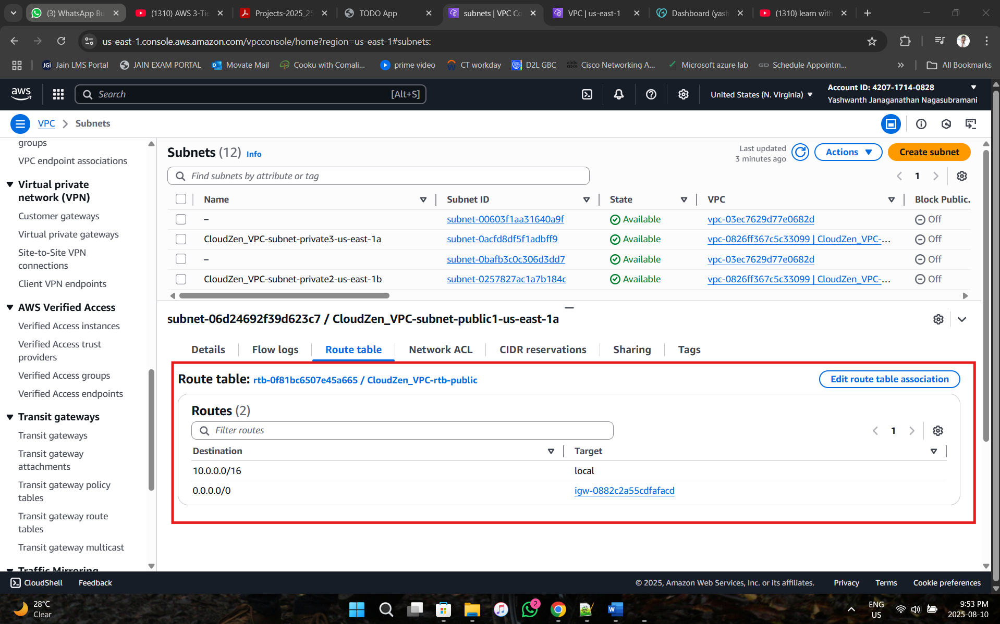 (3) WhatsApp Bu
(1310) AWS 3-Tie
Projects-2025_25
TODO App
subnets | VPC Co
VPC | us-east-1
Dashboard (yash
(1310) learn with
us-east-1.console.aws.amazon.com/vpcconsole/home?region=us-east-1#subnets:
JGi Jain LMS Portal
JAIN EXAM PORTAL
Movate Mail
Cooku with Comali...
prime video
CT workday
D2L GBC
Cisco Networking A...
Microsoft azure lab
GD Schedule Appointm...
All Bookmarks
aws
Search [Alt+S]
United States (N. Virginia)
Account ID: 4207-1714-0828
Yashwanth Janaganathan Nagasubramani
VPC
Subnets
groups
VPC endpoint associations
Virtual private
network (VPN)
Customer gateways
Virtual private gateways
Site-to-Site VPN
connections
Client VPN endpoints
AWS Verified Access
Verified Access instances
Verified Access trust
providers
Verified Access groups
Verified Access endpoints
Transit gateways
Transit gateways
Transit gateway
attachments
Transit gateway policy
tables
Transit gateway route
tables
Transit gateway multicast
Traffic Mirroring
Subnets (12) Info
Last updated
3 minutes ago
Actions
Create subnet
Find subnets by attribute or tag
1
Name Subnet ID State VPC Block Public.
– subnet-00603f1aa31640a9f Available vpc-03ec7629d77e0682d Off
CloudZen_VPC-subnet-private3-us-east-1a subnet-0acfd8df5f1adbff9 Available vpc-0826ff367c5c33099 | CloudZen_VPC-... Off
– subnet-0bafb3c0c306d3dd7 Available vpc-03ec7629d77e0682d Off
CloudZen_VPC-subnet-private2-us-east-1b subnet-0257827ac1a7b184c Available vpc-0826ff367c5c33099 | CloudZen_VPC-... Off
subnet-06d24692f39d623c7 / CloudZen_VPC-subnet-public1-us-east-1a
Details Flow logs Route table Network ACL CIDR reservations Sharing Tags
Route table: rtb-0f81bc6507e45a665 / CloudZen_VPC-rtb-public
Edit route table association
Routes (2)
Filter routes
1
Destination Target
10.0.0.0/16 local
0.0.0.0/0 igw-0882c2a55cdfafacd
CloudShell Feedback © 2025, Amazon Web Services, Inc. or its affiliates. Privacy Terms Cookie preferences
28°C
Clear
2
W
ENG
US
9:53 PM
2025-08-10